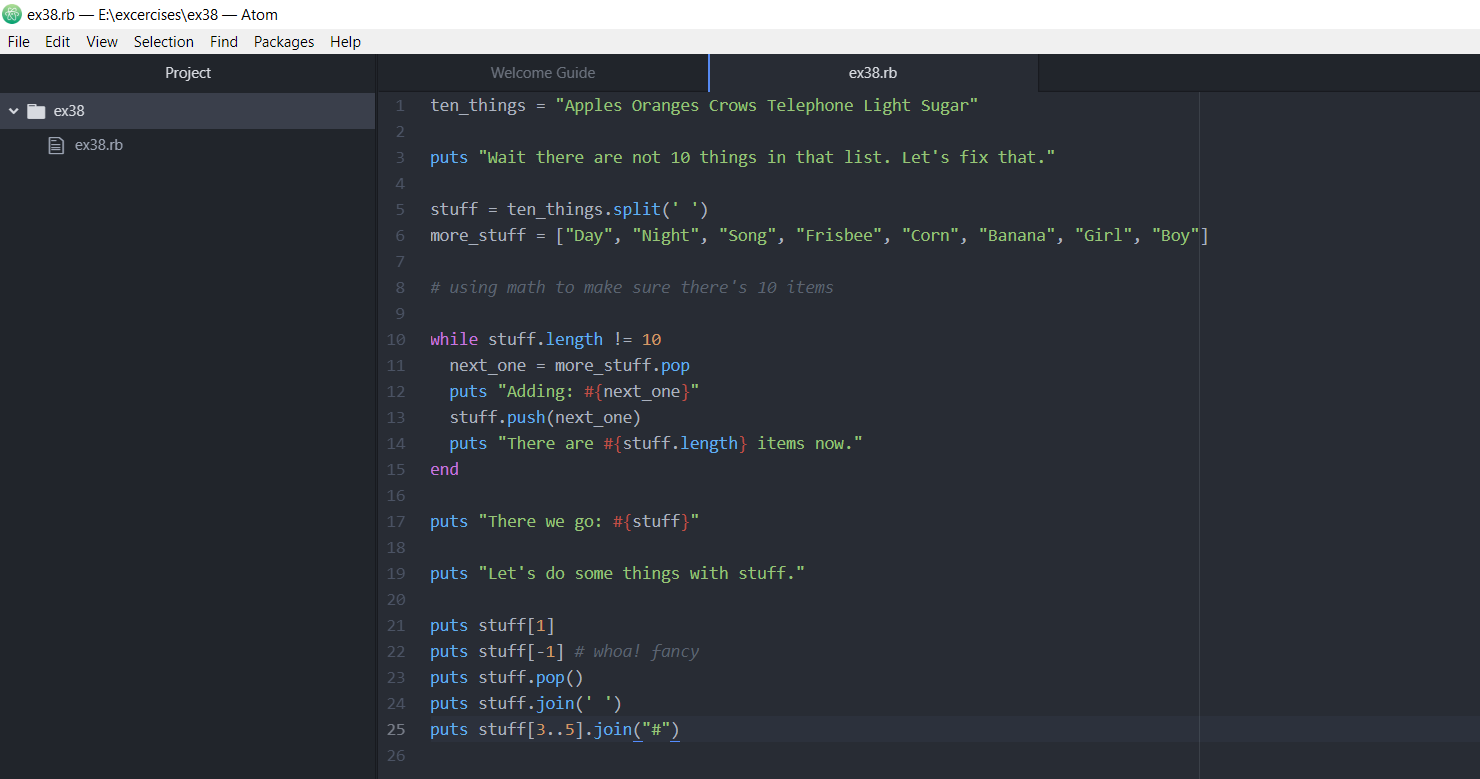 ex38.rb — E:\excercises\ex38 — Atom
File Edit View Selection Find Packages Help
Project
Welcome Guide
ex38.rb
ex38
ex38.rb
1 ten_things = "Apples Oranges Crows Telephone Light Sugar"
2
3 puts "Wait there are not 10 things in that list. Let's fix that."
4
5 stuff = ten_things.split(' ')
6 more_stuff = ["Day", "Night", "Song", "Frisbee", "Corn", "Banana", "Girl", "Boy"]
7
8 # using math to make sure there's 10 items
9
10 while stuff.length != 10
11   next_one = more_stuff.pop
12   puts "Adding: #{next_one}"
13   stuff.push(next_one)
14   puts "There are #{stuff.length} items now."
15 end
16
17 puts "There we go: #{stuff}"
18
19 puts "Let's do some things with stuff."
20
21 puts stuff[1]
22 puts stuff[-1] # whoa! fancy
23 puts stuff.pop()
24 puts stuff.join(' ')
25 puts stuff[3..5].join("#")
26